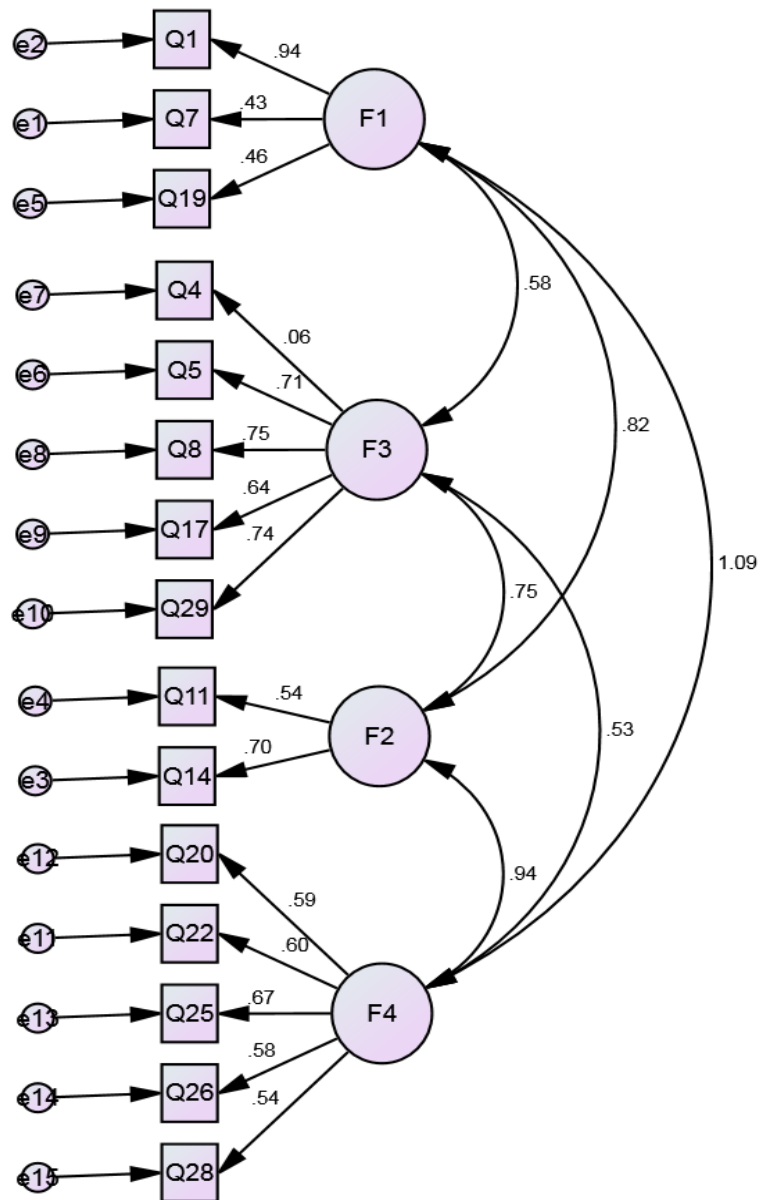 e2 Q1 .94
e1 Q7 .43 F1
e5 Q19 .46
e7 Q4 .58
.06
e6 Q5 .71
e8 Q8 .75 F3 .82
e9 Q17 .64
.74
e10 Q29 .75 1.09
e4 Q11 .54
F2 .53
e3 Q14 .70
e12 Q20 .94
.59
e11 Q22 .60
e13 Q25 .67 F4
e14 Q26 .58
.54
e15 Q28